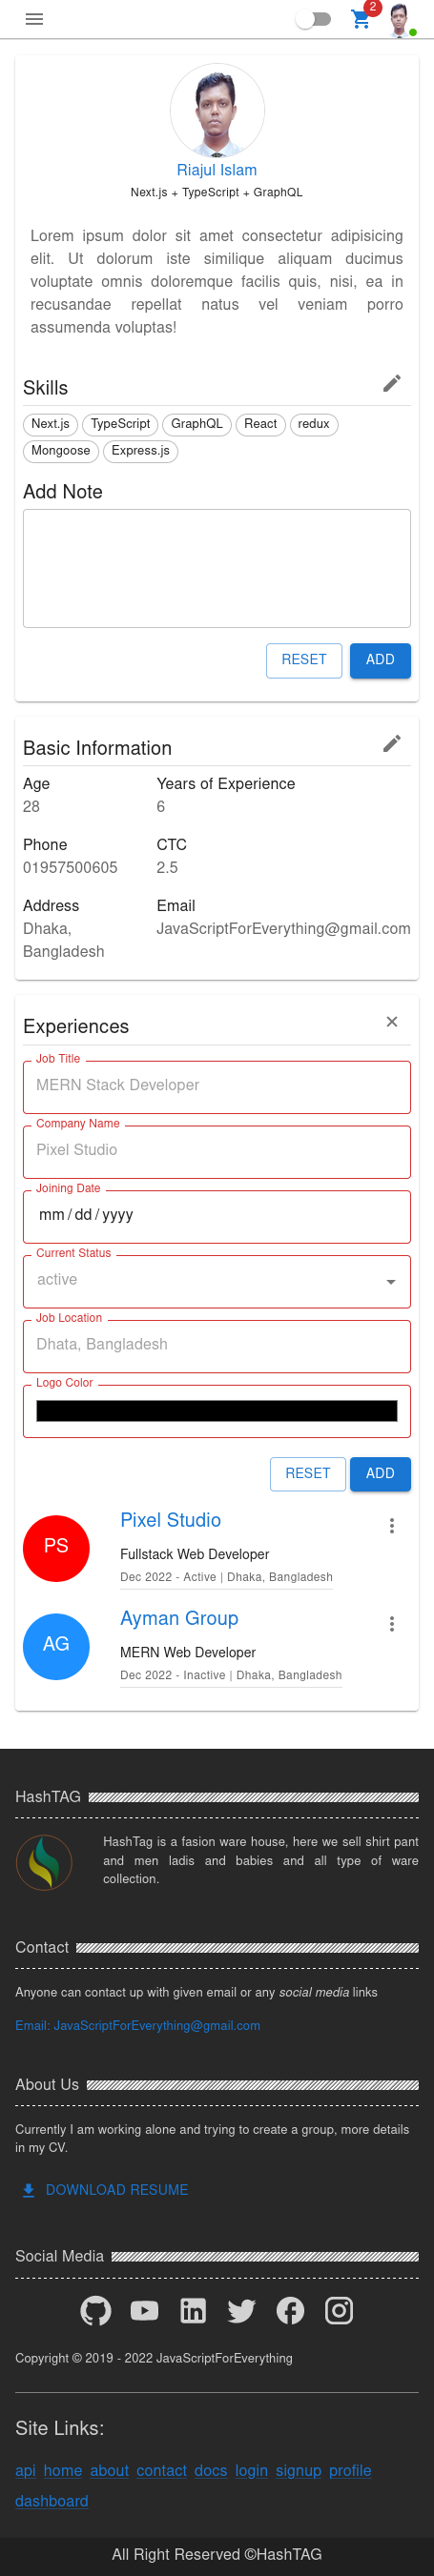 2
Riajul Islam
Next.js + TypeScript + GraphQL
Lorem ipsum dolor sit amet consectetur adipisicing
elit. Ut dolorum iste similique aliquam ducimus
voluptate omnis doloremque facilis quis, nisi, ea in
recusandae repellat natus vel veniam porro
assumenda voluptas!
Skills
Next.js TypeScript GraphQL React redux
Mongoose Express.js
Add Note
RESET ADD
Basic Information
Age Years of Experience
28 6
Phone CTC
01957500605 2.5
Address Email
Dhaka, JavaScriptForEverything@gmail.com
Bangladesh
Experiences
Job Title
MERN Stack Developer
Company Name
Pixel Studio
Joining Date
mm/dd/yyyy
Current Status
active
Job Location
Dhata, Bangladesh
Logo Color
RESET ADD
PS
Pixel Studio
Fullstack Web Developer
Dec 2022 - Active | Dhaka, Bangladesh
AG
Ayman Group
MERN Web Developer
Dec 2022 - Inactive | Dhaka, Bangladesh
HashTAG
HashTag is a fasion ware house, here we sell shirt pant
and men ladis and babies and all type of ware
collection.
Contact
Anyone can contact up with given email or any social media links
Email: JavaScriptForEverything@gmail.com
About Us
Currently I am working alone and trying to create a group, more details
in my CV.
DOWNLOAD RESUME
Social Media
Copyright © 2019 - 2022 JavaScriptForEverything
Site Links:
api home about contact docs login signup profile
dashboard
All Right Reserved ©HashTAG